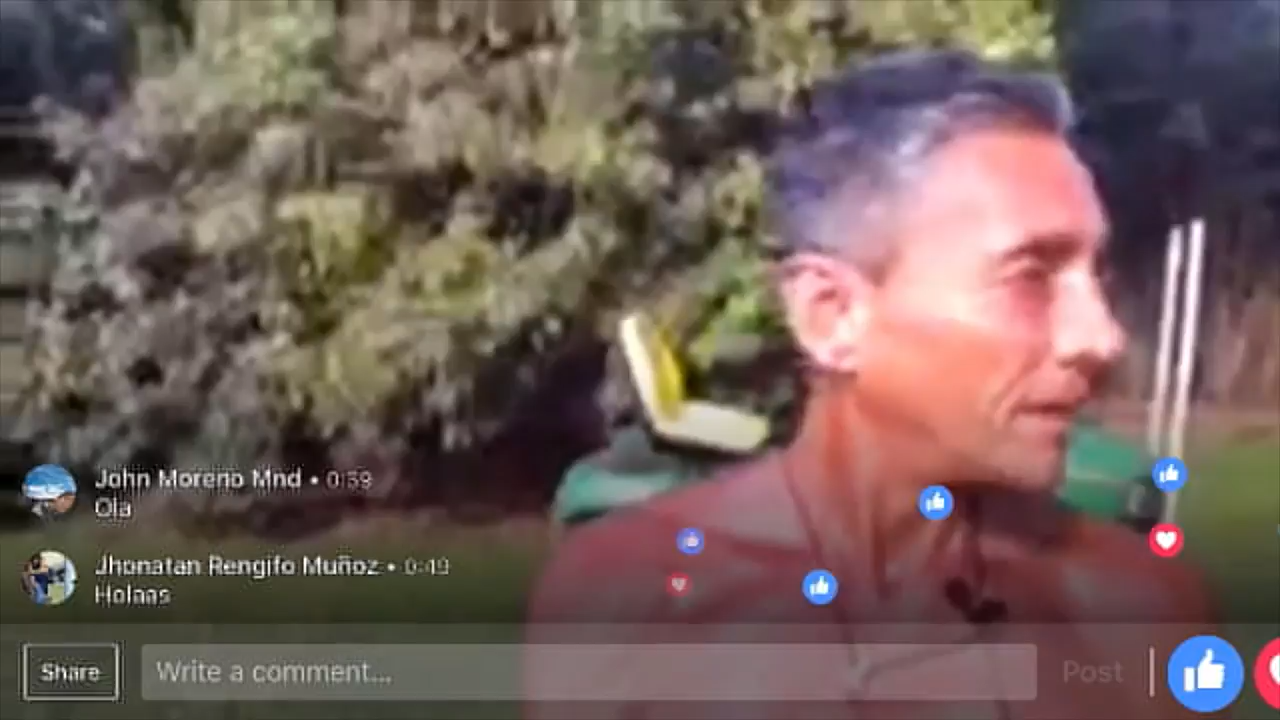 John Moreno Mnd • 0:59
Ola
Jhonatan Rengifo Muñoz • 0:49
Holaas
Share
Write a comment...
Post